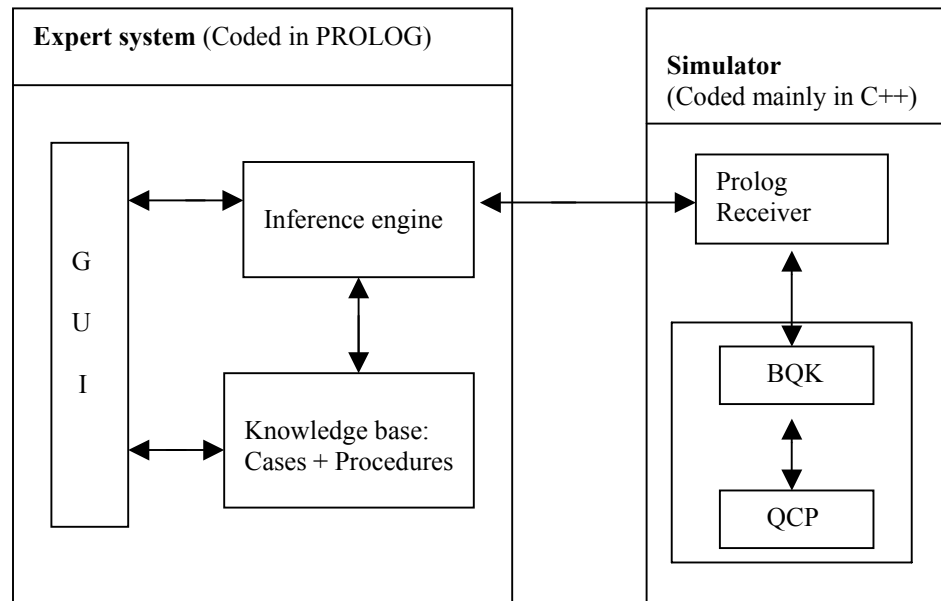 Expert system (Coded in PROLOG)
G
U
I
Inference engine
Knowledge base:
Cases + Procedures
Simulator
(Coded mainly in C++)
Prolog
Receiver
BQK
QCP